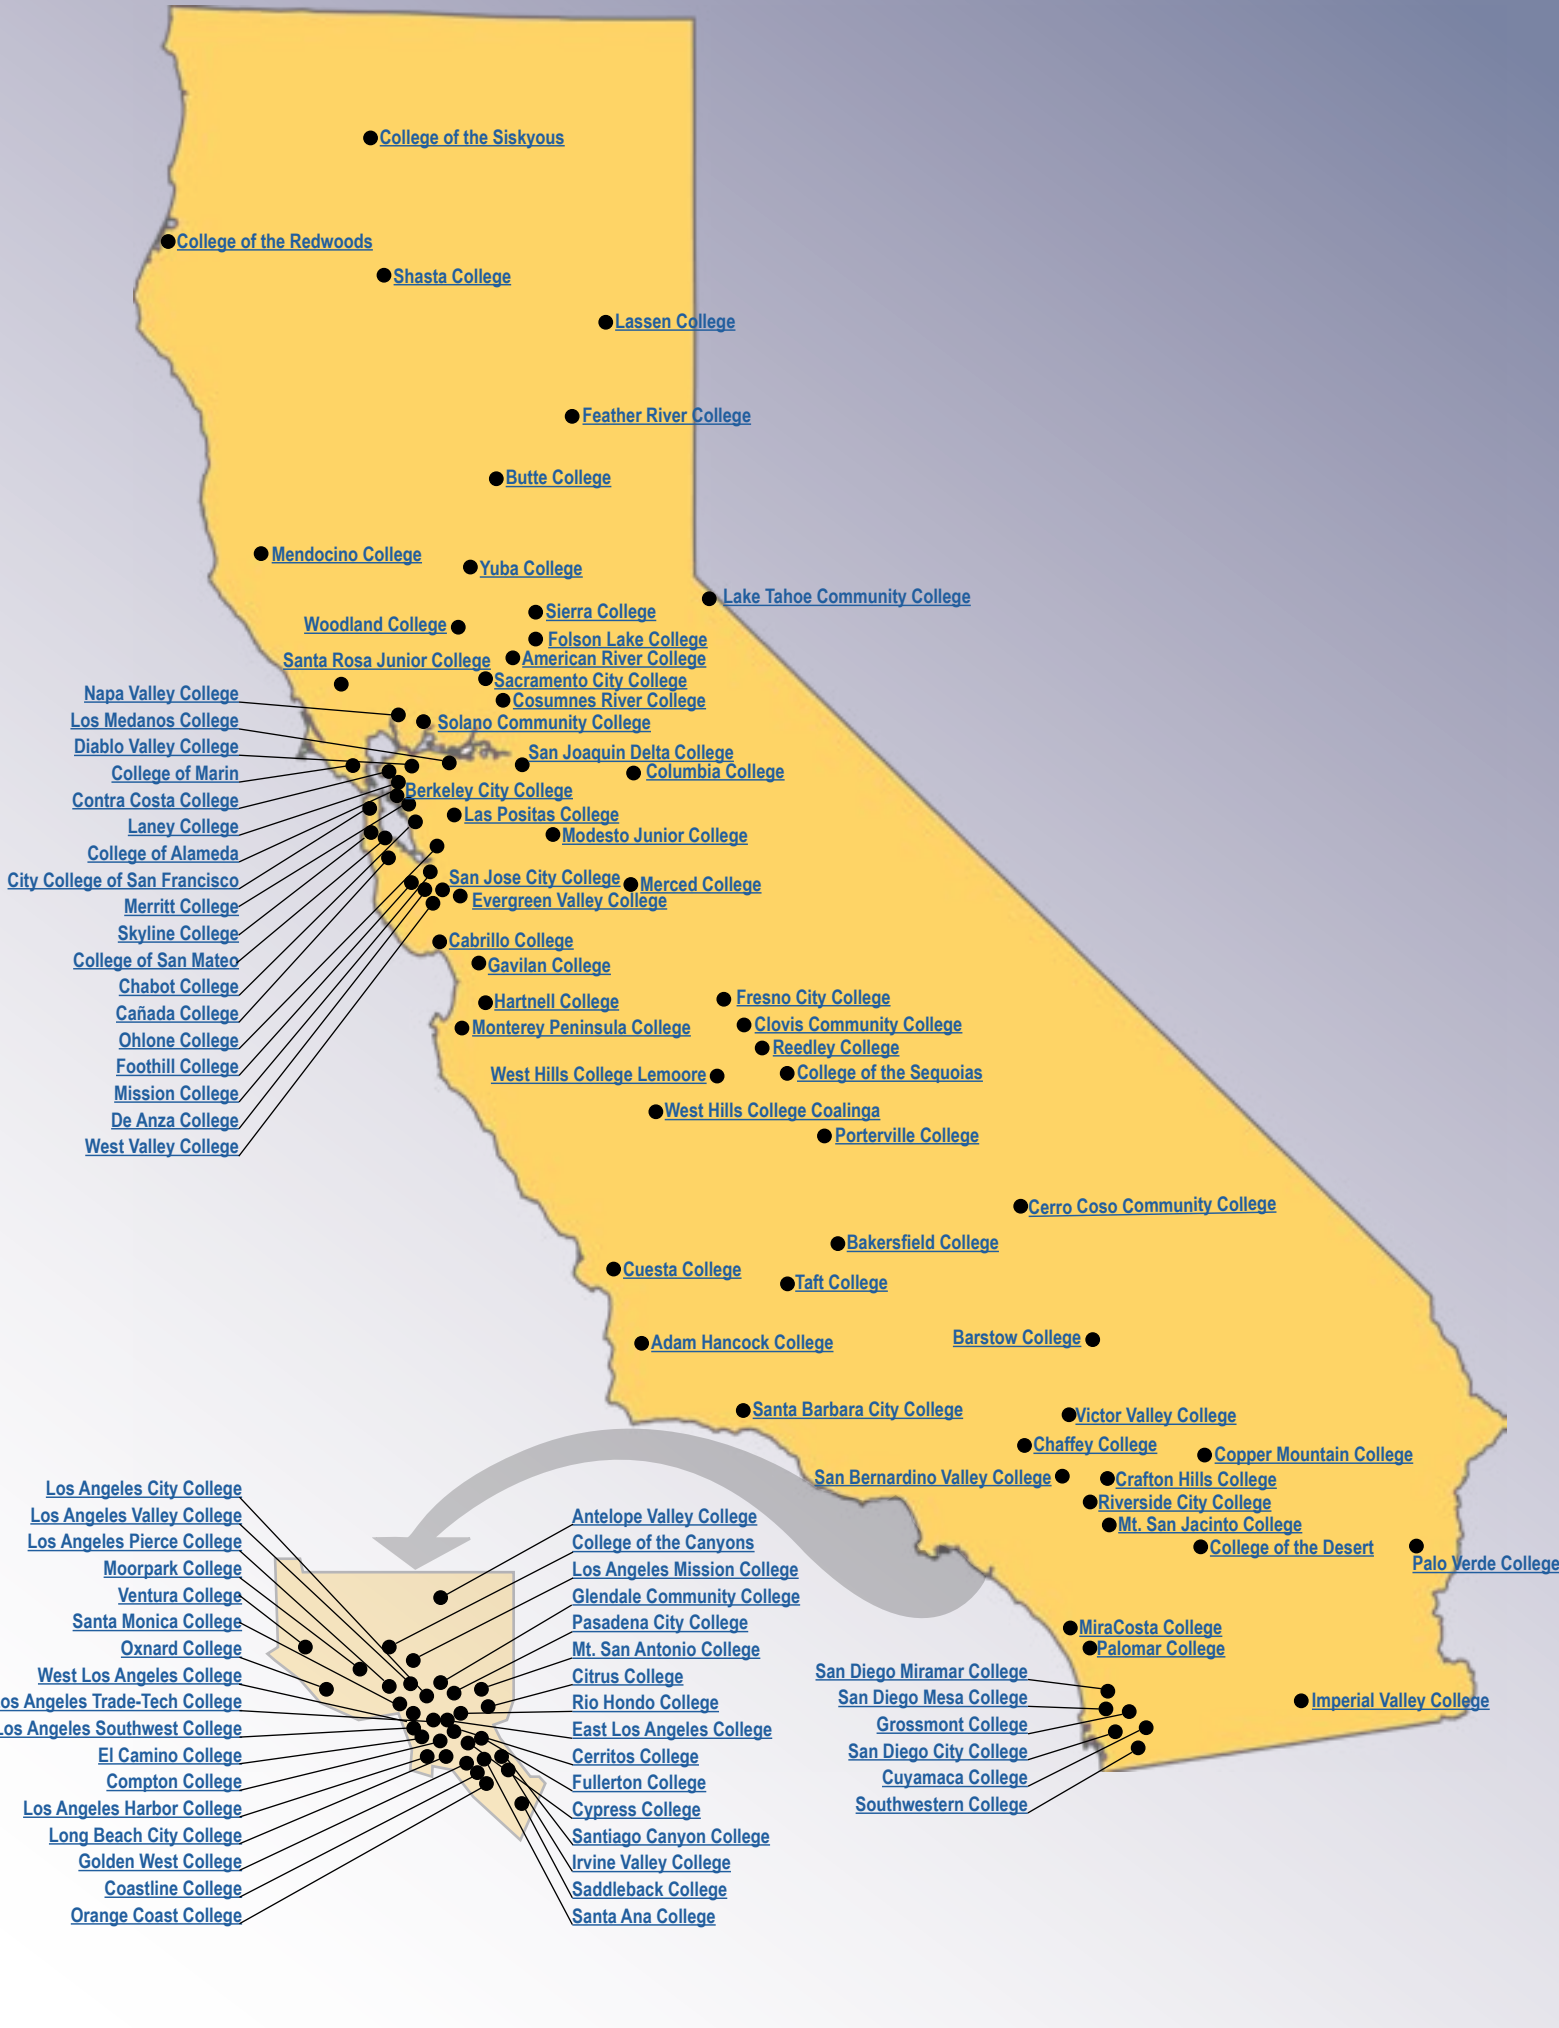 College of the Siskyous
College of the Redwoods
Shasta College
Lassen College
Feather River College
Butte College
Mendocino College
Yuba College
Lake Tahoe Community College
Sierra College
Woodland College
Folson Lake College
American River College
Santa Rosa Junior College
Sacramento City College
Cosumnes River College
Solano Community College
San Joaquin Delta College
Columbia College
Berkeley City College
Las Positas College
Modesto Junior College
San Jose City College
Merced College
Evergreen Valley College
Cabrillo College
Gavilan College
Hartnell College
Monterey Peninsula College
Napa Valley College
Los Medanos College
Diablo Valley College
College of Marin
Contra Costa College
Laney College
College of Alameda
City College of San Francisco
Merritt College
Skyline College
College of San Mateo
Chabot College
Cañada College
Ohlone College
Foothill College
Mission College
De Anza College
West Valley College
Fresno City College
Clovis Community College
Reedley College
West Hills College Lemoore
College of the Sequoias
West Hills College Coalinga
Porterville College
Cerro Coso Community College
Bakersfield College
Cuesta College
Taft College
Adam Hancock College
Barstow College
Santa Barbara City College
Victor Valley College
Chaffey College
Copper Mountain College
San Bernardino Valley College
Crafton Hills College
Riverside City College
Mt. San Jacinto College
College of the Desert
Palo Verde College
MiraCosta College
Palomar College
San Diego Miramar College
San Diego Mesa College
Grossmont College
San Diego City College
Cuyamaca College
Southwestern College
Imperial Valley College
Los Angeles City College
Los Angeles Valley College
Los Angeles Pierce College
Moorpark College
Ventura College
Santa Monica College
Oxnard College
West Los Angeles College
os Angeles Trade-Tech College
os Angeles Southwest College
El Camino College
Compton College
Los Angeles Harbor College
Long Beach City College
Golden West College
Coastline College
Orange Coast College
Antelope Valley College
College of the Canyons
Los Angeles Mission College
Glendale Community College
Pasadena City College
Mt. San Antonio College
Citrus College
Rio Hondo College
East Los Angeles College
Cerritos College
Fullerton College
Cypress College
Santiago Canyon College
Irvine Valley College
Saddleback College
Santa Ana College